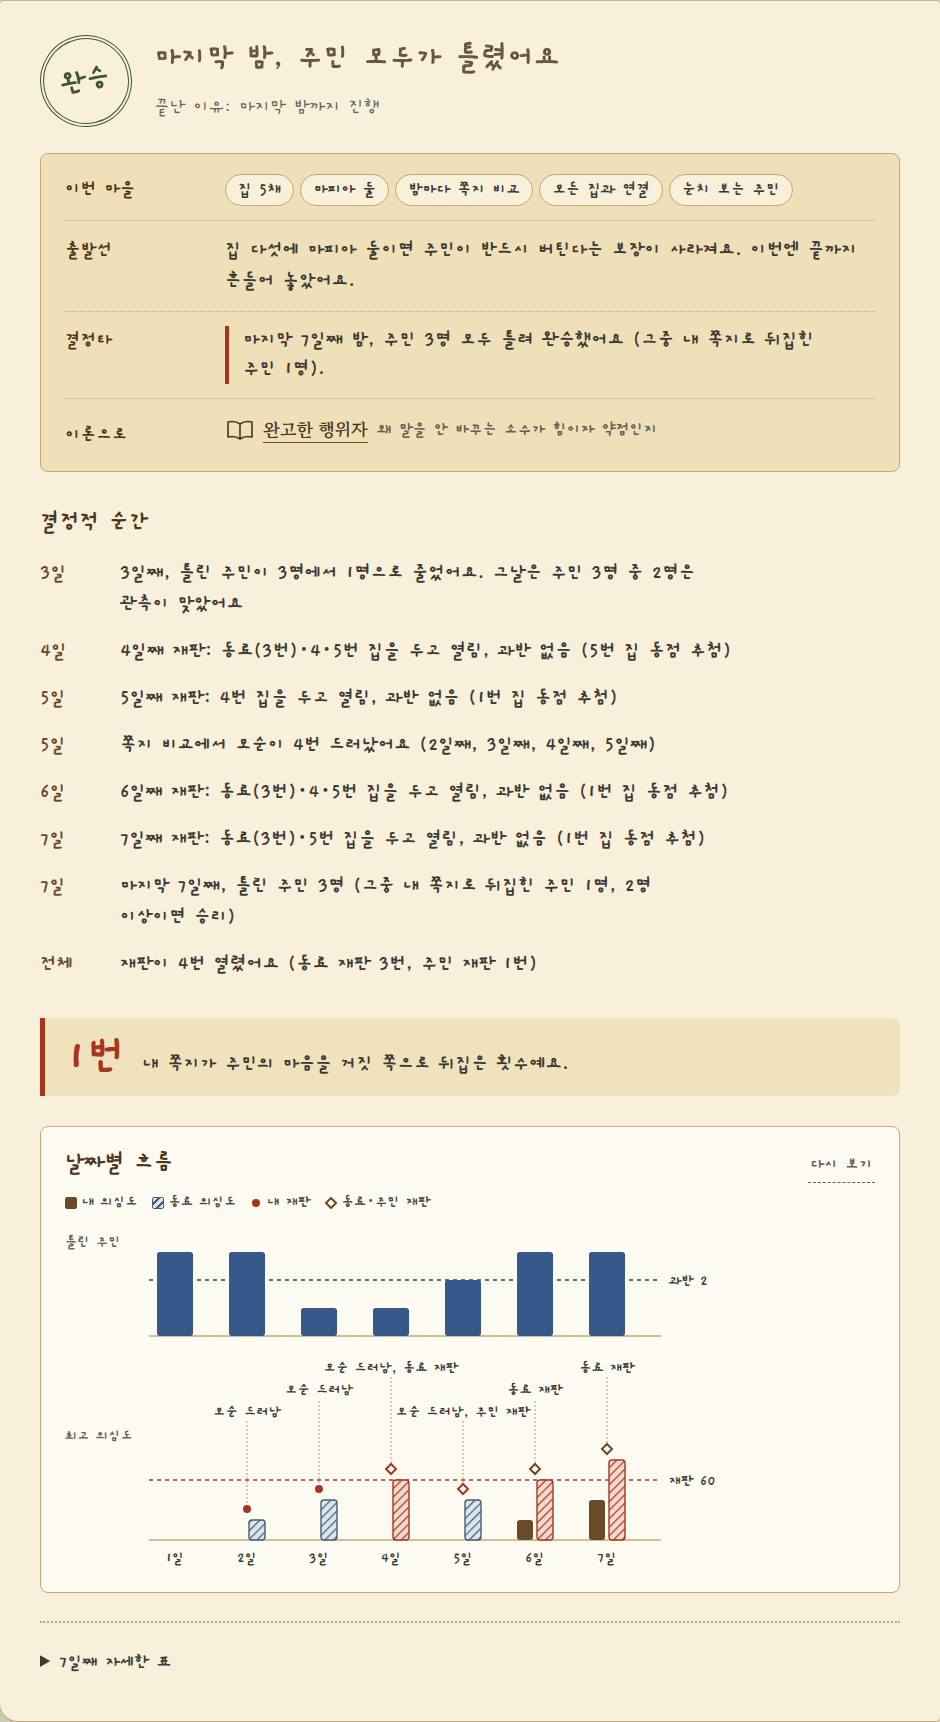 완승
마지막 밤, 주민 모두가 틀렸어요
끝난 이유: 마지막 밤까지 진행
이번 마을
집 5채
마피아 둘
밤마다 쪽지 비교
모든 집과 연결
눈치 보는 주민
출발선
집 다섯에 마피아 둘이면 주민이 반드시 버틴다는 보장이 사라져요. 이번엔 끝까지
흔들어 놓았어요.
결정타
마지막 7일째 밤, 주민 3명 모두 틀려 완승했어요 (그중 내 쪽지로 뒤집힌
주민 1명).
이론으로
완고한 행위자 왜 말을 안 바꾸는 소수가 힘이자 약점인지
결정적 순간
3일 3일째, 틀린 주민이 3명에서 1명으로 줄었어요. 그날은 주민 3명 중 2명은
관측이 맞았어요
4일 4일째 재판: 동료(3번)·4·5번 집을 두고 열림, 과반 없음 (5번 집 동점 추첨)
5일 5일째 재판: 4번 집을 두고 열림, 과반 없음 (1번 집 동점 추첨)
5일 쪽지 비교에서 모순이 4번 드러났어요 (2일째, 3일째, 4일째, 5일째)
6일 6일째 재판: 동료(3번)·4·5번 집을 두고 열림, 과반 없음 (1번 집 동점 추첨)
7일 7일째 재판: 동료(3번)·5번 집을 두고 열림, 과반 없음 (1번 집 동점 추첨)
7일 마지막 7일째, 틀린 주민 3명 (그중 내 쪽지로 뒤집힌 주민 1명, 2명
이상이면 승리)
전체 재판이 4번 열렸어요 (동료 재판 3번, 주민 재판 1번)
1번 내 쪽지가 주민의 마음을 거짓 쪽으로 뒤집은 횟수예요.
날짜별 흐름
다시 보기
내 의심도 동료 의심도 내 재판 동료·주민 재판
틀린 주민
과반 2
모순 드러남, 동료 재판
동료 재판
모순 드러남
동료 재판
모순 드러남
모순 드러남, 주민 재판
최고 의심도
재판 60
1일 2일 3일 4일 5일 6일 7일
▶ 7일째 자세한 표